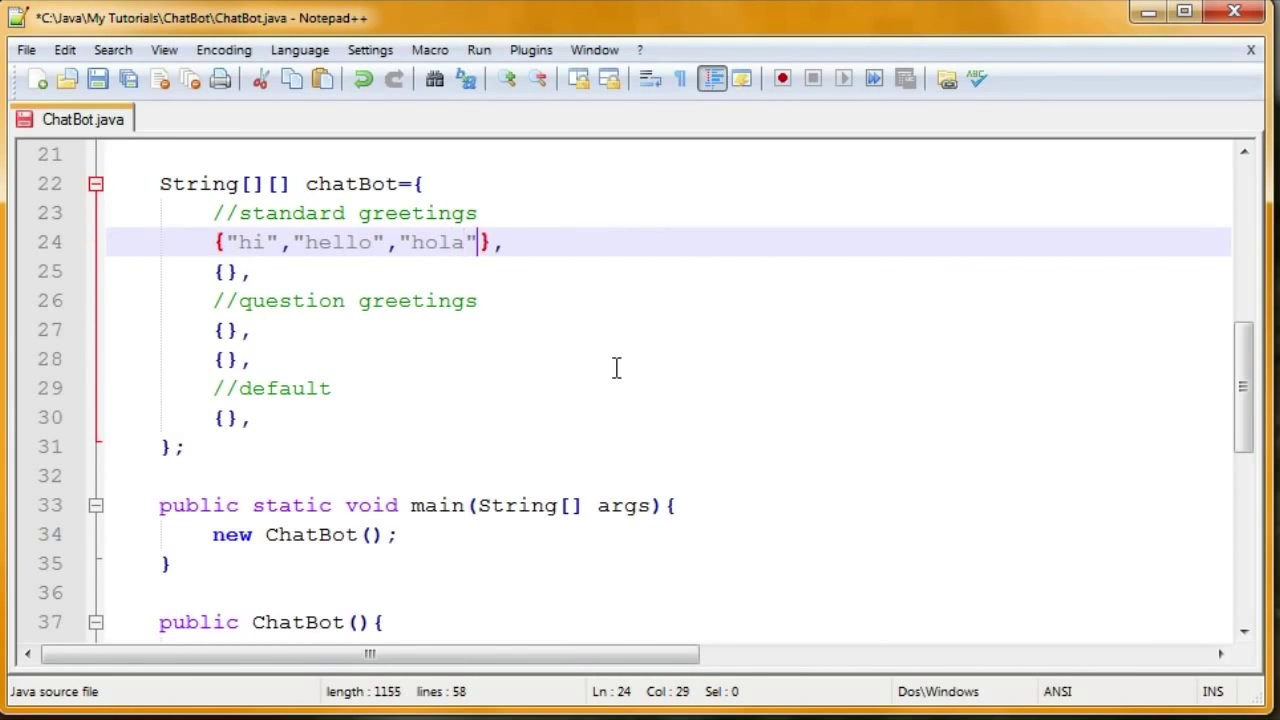 *C:\Java\My Tutorials\ChatBot\ChatBot.java - Notepad++
File Edit Search View Encoding Language Settings Macro Run Plugins Window ? X
ABC
ChatBot.java
21
22 String[][] chatBot={
23 //standard greetings
24 {"hi","hello","hola"},
25 {},
26 //question greetings
27 {},
28 {},
29 //default
30 {},
31 };
32
33 public static void main(String[] args){
34 new ChatBot();
35 }
36
37 public ChatBot(){
Java source file length : 1155 lines : 58 Ln : 24 Col : 29 Sel : 0 Dos\Windows ANSI INS